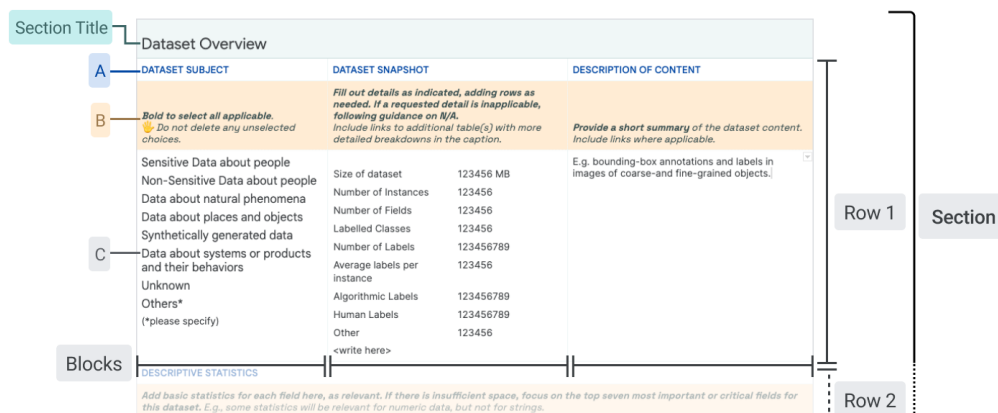 Section Title
Dataset Overview
A
DATASET SUBJECT
DATASET SNAPSHOT
DESCRIPTION OF CONTENT
B
Bold to select all applicable.
🖐 Do not delete any unselected
choices.
Fill out details as indicated, adding rows as
needed. If a requested detail is inapplicable,
following guidance on N/A.
Include links to additional table(s) with more
detailed breakdowns in the caption.
Provide a short summary of the dataset content.
Include links where applicable.
C
Sensitive Data about people
Non-Sensitive Data about people
Data about natural phenomena
Data about places and objects
Synthetically generated data
Data about systems or products
and their behaviors
Unknown
Others*
(*please specify)
Size of dataset 123456 MB
Number of Instances 123456
Number of Fields 123456
Labelled Classes 123456
Number of Labels 123456789
Average labels per 123456
instance
Algorithmic Labels 123456789
Human Labels 123456789
Other 123456
<write here>
E.g. bounding-box annotations and labels in
images of coarse-and fine-grained objects.
Row 1
Section
Blocks
DESCRIPTIVE STATISTICS
Add basic statistics for each field here, as relevant. If there is insufficient space, focus on the top seven most important or critical fields for
this dataset. E.g., some statistics will be relevant for numeric data, but not for strings.
Row 2